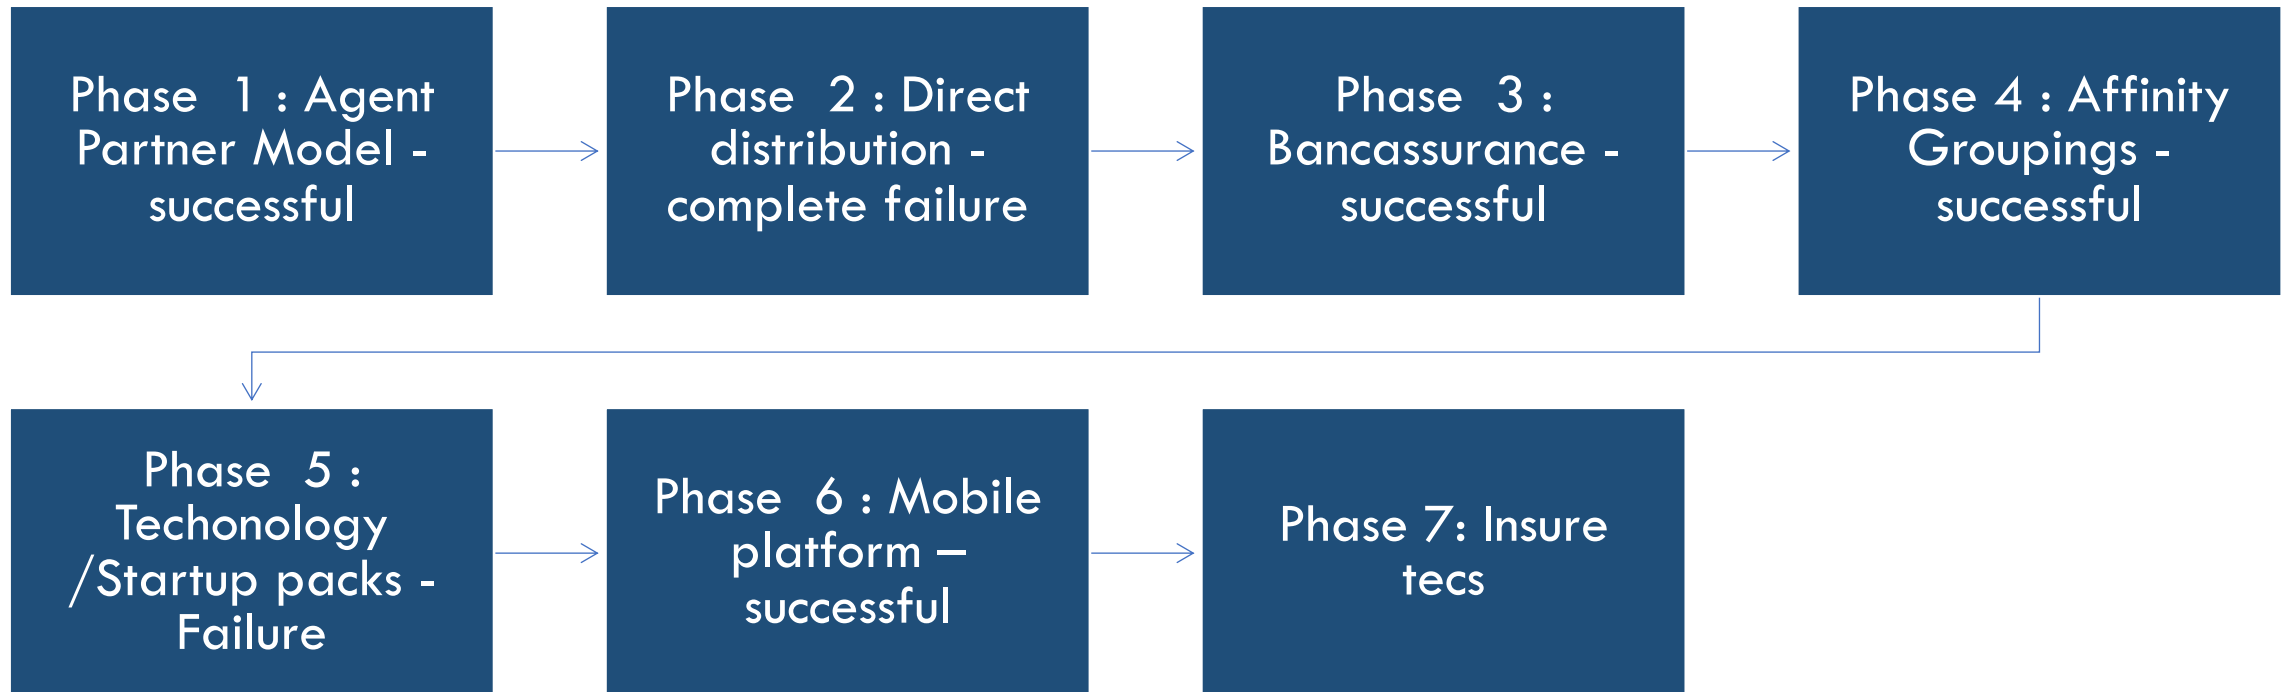 Phase 1 : Agent
Partner Model -
successful
Phase 2 : Direct
distribution -
complete failure
Phase 3 :
Bancassurance -
successful
Phase 4 : Affinity
Groupings -
successful
Phase 5 :
Techonology
/Startup packs -
Failure
Phase 6 : Mobile
platform –
successful
Phase 7: Insure
tecs